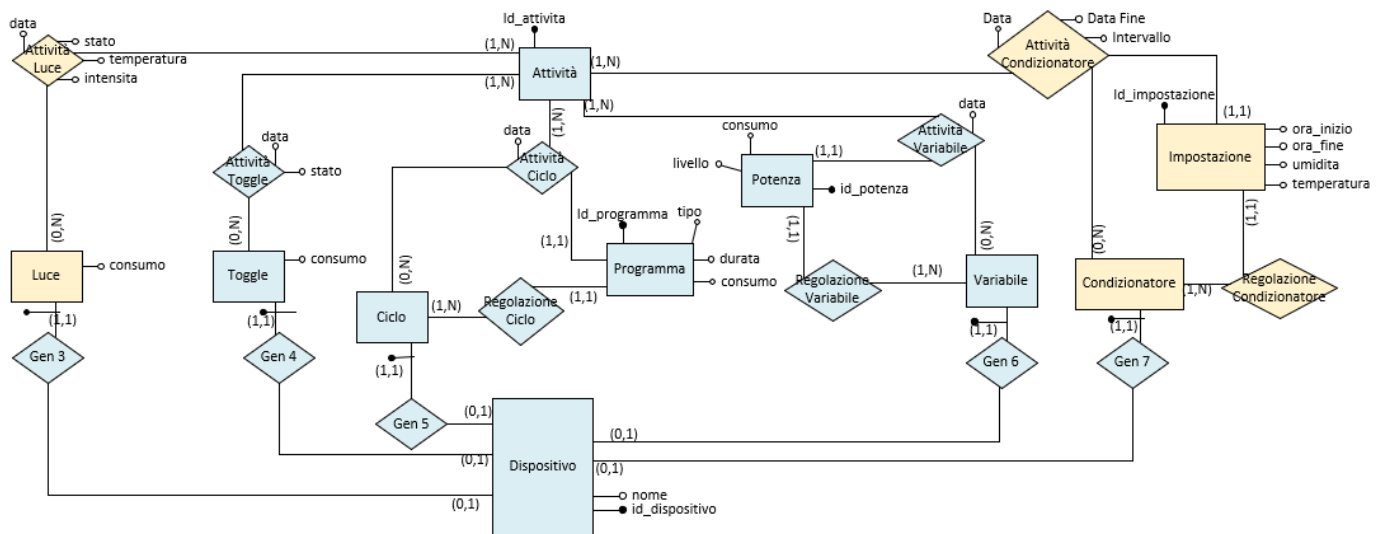 data
stato
temperatura
intensita
Attività
Luce
(1,N)
(1,N)
Id_attivita
Attività
(1,N)
(1,N)
(1,N)
Data
Data Fine
Intervallo
Attività
Condizionatore
Id_impostazione
(1,1)
Impostazione
ora_inizio
ora_fine
umidita
temperatura
(1,1)
data
Attività
Toggle
stato
data
Attività
Ciclo
consumo
livello
Potenza
(1,1)
id_potenza
(1,1)
data
Attività
Variabile
(0,N)
(0,N)
(0,N)
(0,N)
(0,N)
Luce
consumo
(1,1)
Toggle
consumo
(1,1)
Ciclo
(1,N)
(1,1)
Regolazione
Ciclo
(1,1)
(1,1)
Id_programma
tipo
Programma
durata
consumo
Regolazione
Variabile
(1,N)
Variabile
(1,1)
Condizionatore
(1,N)
(1,1)
Regolazione
Condizionatore
Gen 3
Gen 4
Gen 5
Gen 6
Gen 7
(0,1)
(0,1)
(0,1)
(0,1)
(0,1)
Dispositivo
nome
id_dispositivo